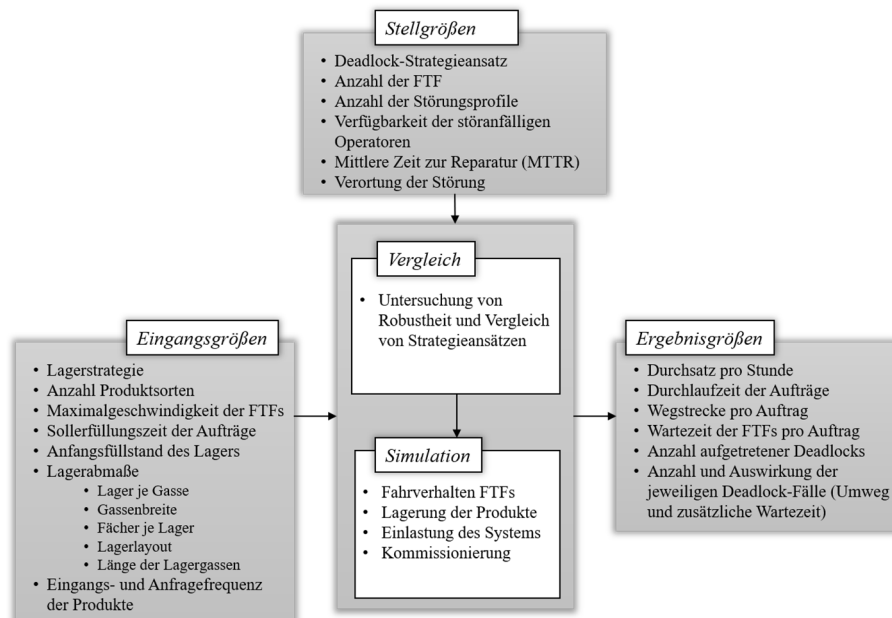 Stellgrößen
• Deadlock-Strategieansatz
• Anzahl der FTF
• Anzahl der Störungsprofile
• Verfügbarkeit der störanfälligen
Operatoren
• Mittlere Zeit zur Reparatur (MTTR)
• Verortung der Störung
Eingangsgrößen
• Lagerstrategie
• Anzahl Produktsorten
• Maximalgeschwindigkeit der FTFs
• Sollerfüllungszeit der Aufträge
• Anfangsfüllstand des Lagers
• Lagerabmaße
• Lager je Gasse
• Gassenbreite
• Fächer je Lager
• Lagerlayout
• Länge der Lagergassen
• Eingangs- und Anfragefrequenz
der Produkte
Vergleich
• Untersuchung von
Robustheit und Vergleich
von Strategieansätzen
Simulation
• Fahrverhalten FTFs
• Lagerung der Produkte
• Einlastung des Systems
• Kommissionierung
Ergebnisgrößen
• Durchsatz pro Stunde
• Durchlaufzeit der Aufträge
• Wegstrecke pro Auftrag
• Wartezeit der FTFs pro Auftrag
• Anzahl aufgetretener Deadlocks
• Anzahl und Auswirkung der
jeweiligen Deadlock-Fälle (Umweg
und zusätzliche Wartezeit)